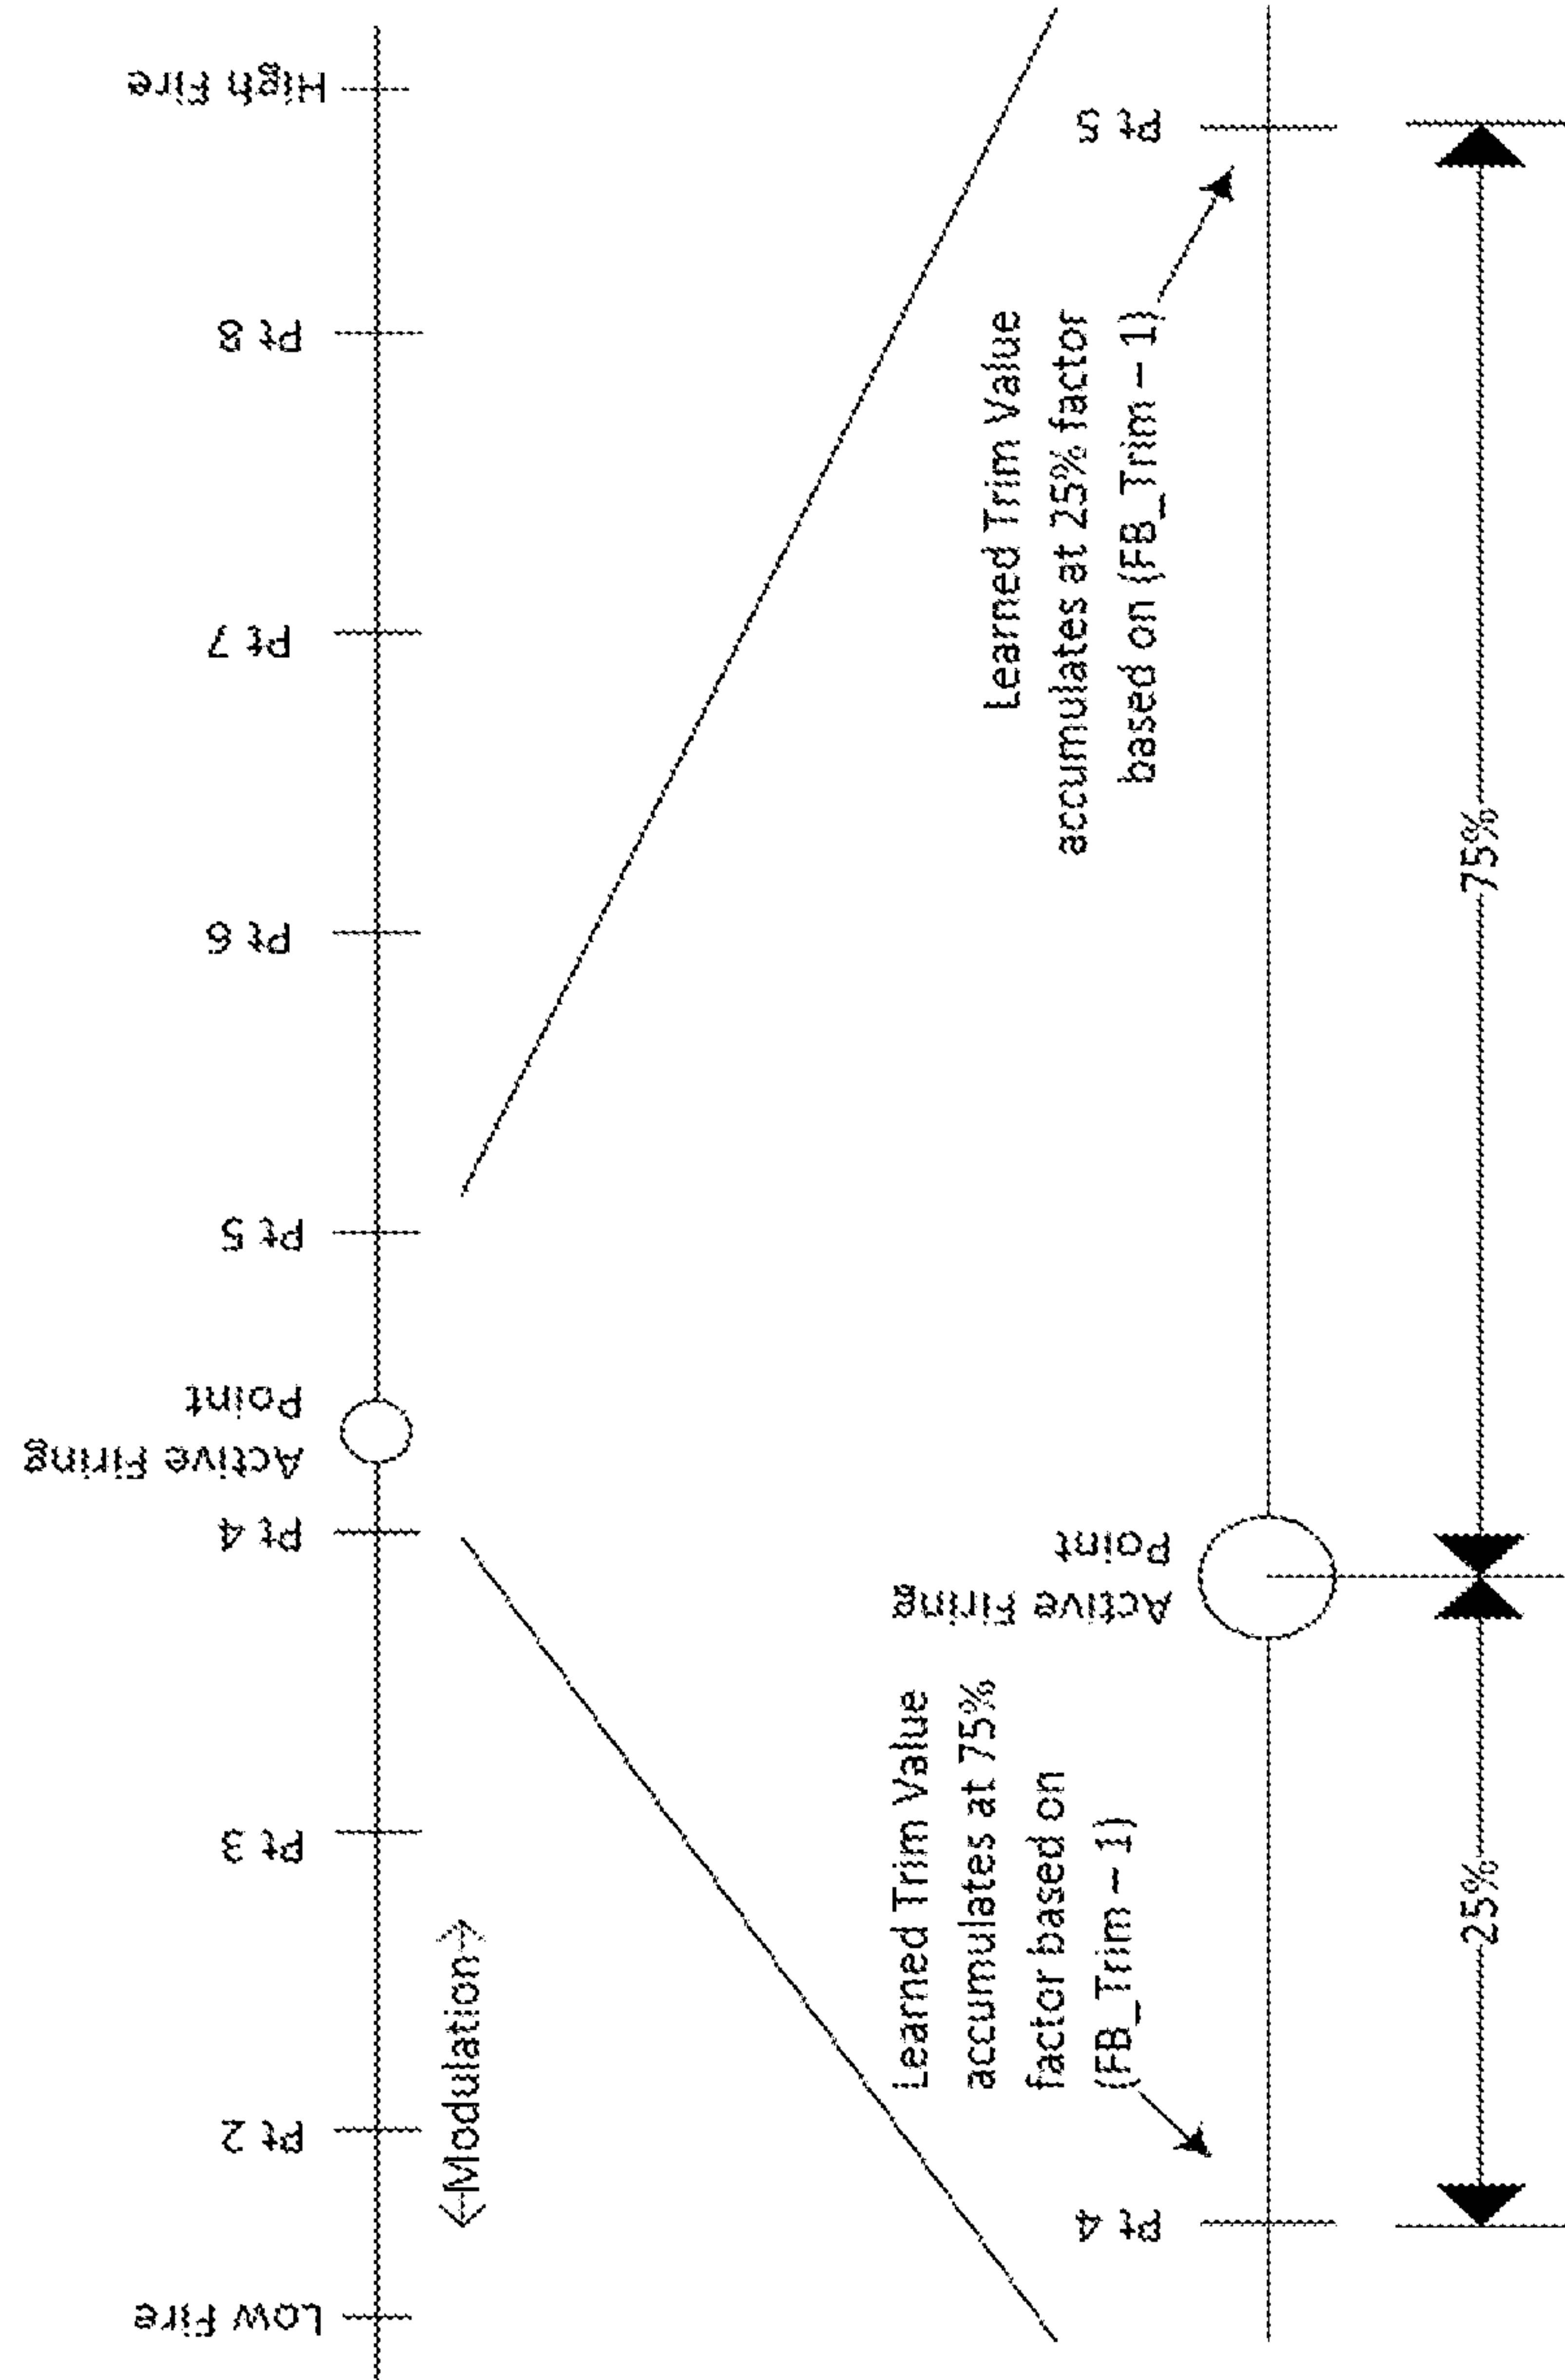 Low Fire
Pt 2
Pt 3
Pt 4
Active Firing
Point
Pt 5
Pt 6
Pt 7
Pt 8
High Fire
Modulation
Learned Trim Value
accumulates at 75%
factor based on
(FB_Trim – 1)
Learned Trim Value
accumulates at 25% factor
based on (FB_Trim – 1)
Pt 4
Active Firing
Point
Pt 5
25%
75%